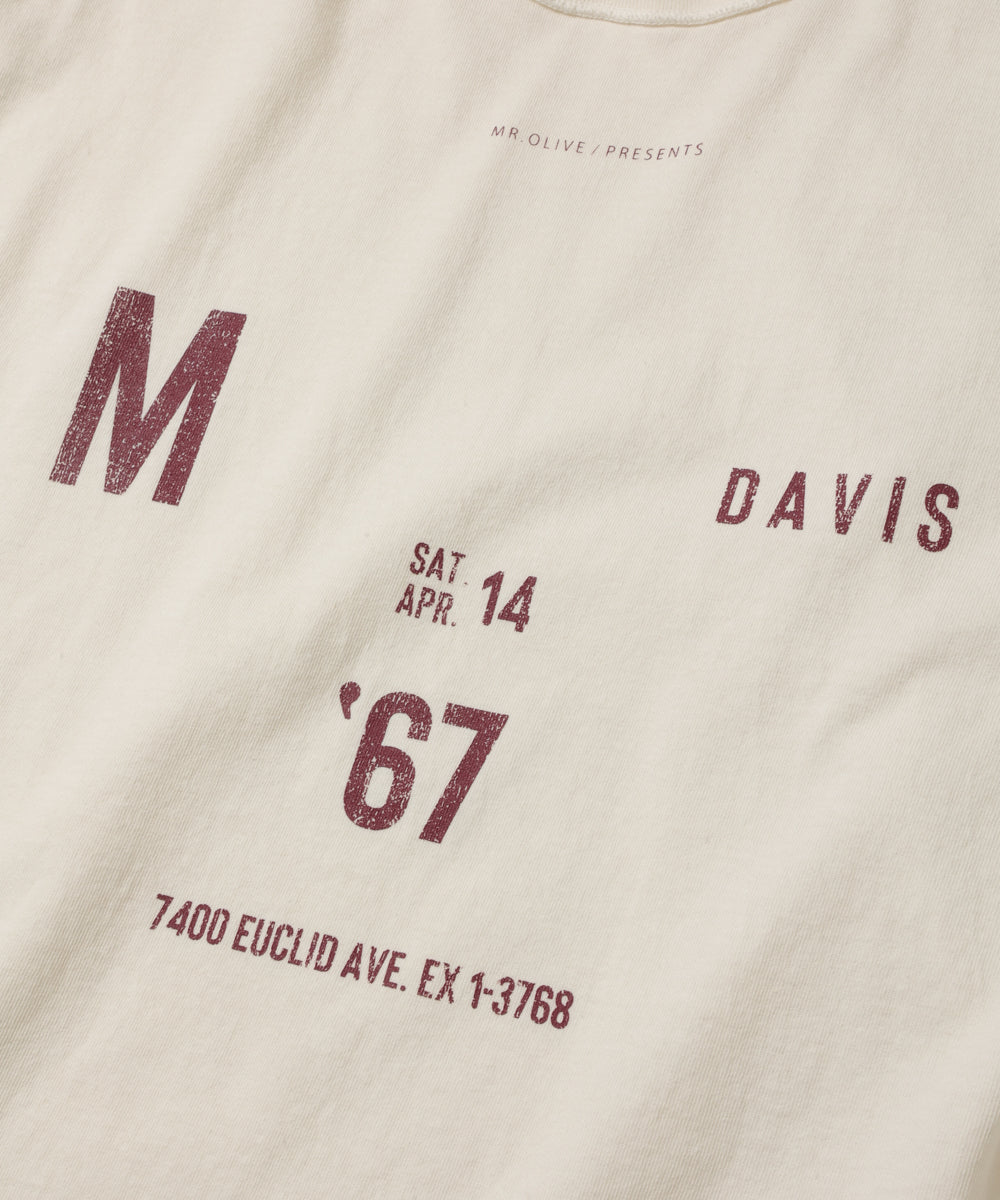 MR.OLIVE / PRESENTS
M
DAVIS
SAT.
APR. 14
‘67
7400 EUCLID AVE. EX 1-3768